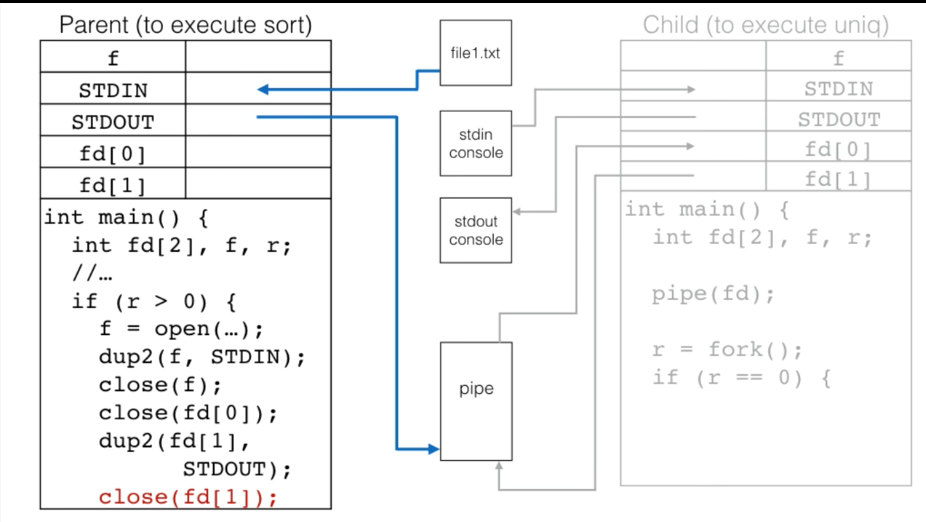 Parent (to execute sort)
f
STDIN
STDOUT
fd[0]
fd[1]
int main() {
int fd[2], f, r;
//…
if (r > 0) {
f = open(…);
dup2(f, STDIN);
close(f);
close(fd[0]);
dup2(fd[1],
STDOUT);
close(fd[1]);
file1.txt
stdin
console
stdout
console
pipe
Child (to execute uniq)
f
STDIN
STDOUT
fd[0]
fd[1]
int main() {
int fd[2], f, r;
pipe(fd);
r = fork();
if (r == 0) {